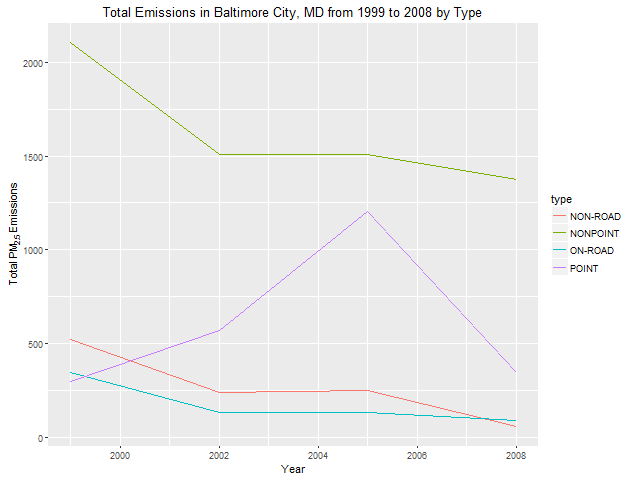 Total Emissions in Baltimore City, MD from 1999 to 2008 by Type
Total PM2.5 Emissions
2000
1500
1000
500
0
2000
2002
2004
2006
2008
Year
type
NON-ROAD
NONPOINT
ON-ROAD
POINT